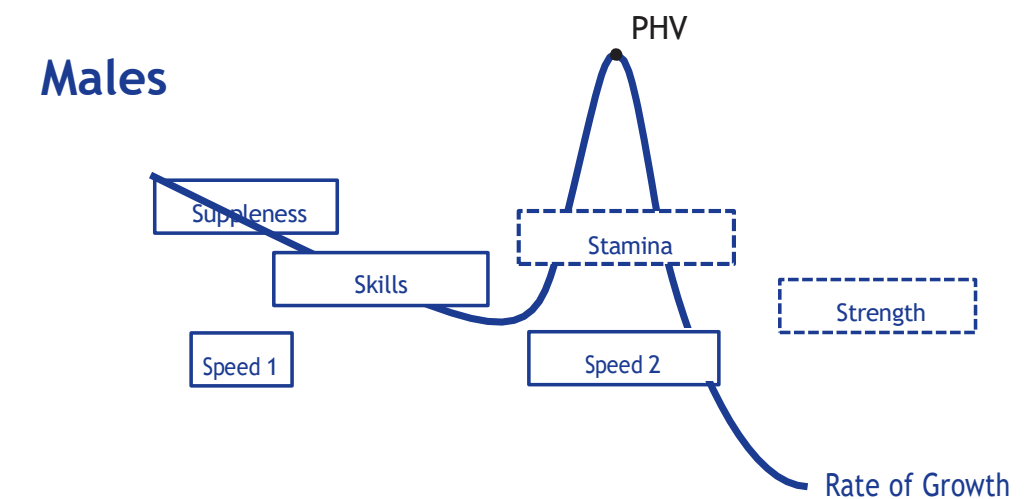 PHV
Males
Suppleness
Stamina
Skills
Strength
Speed 1
Speed 2
Rate of Growth